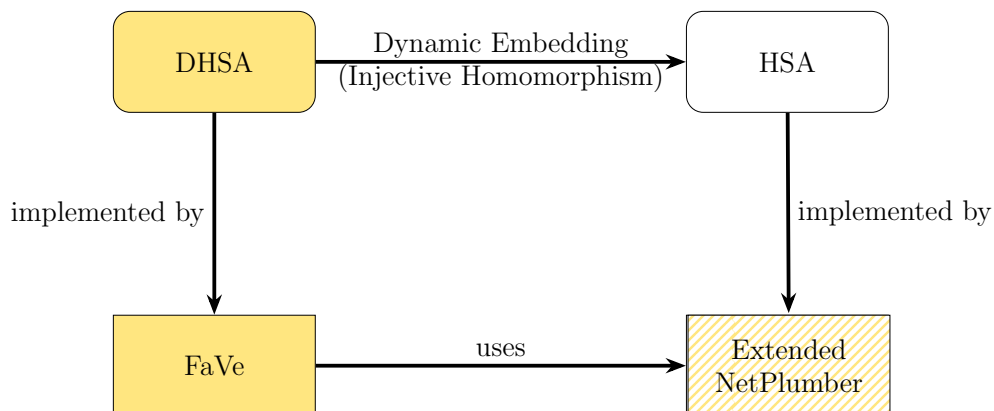 DHSA
Dynamic Embedding
(Injective Homomorphism)
HSA
implemented by
implemented by
FaVe
uses
Extended
NetPlumber